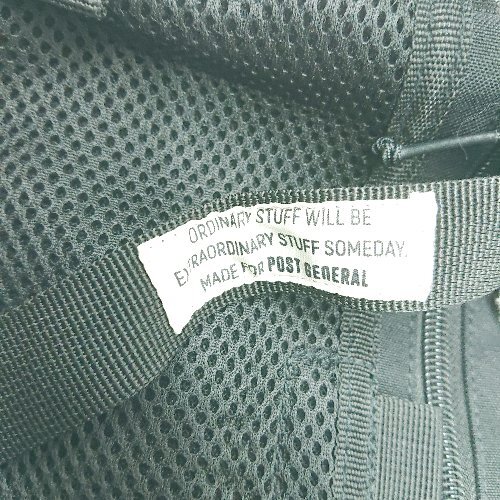 ORDINARY STUFF WILL BE
EXTRAORDINARY STUFF SOMEDAY.
MADE FOR POST GENERAL